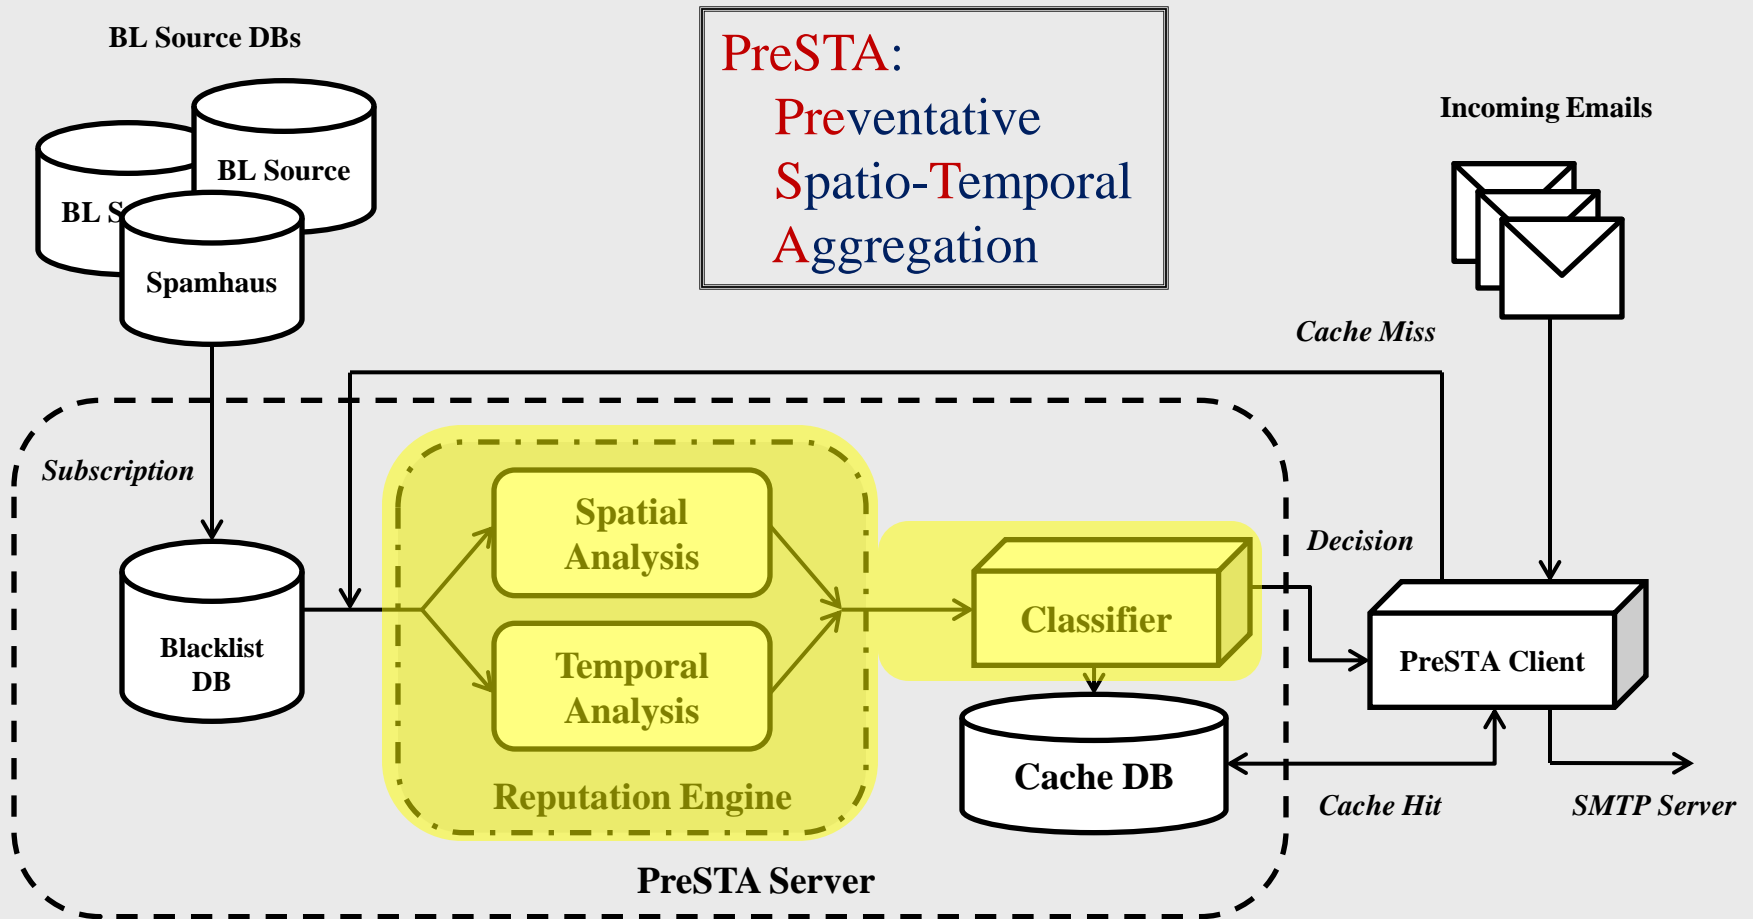 BL Source DBs
BL Source
BL S
Spamhaus
PreSTA:
Preventative
Spatio-Temporal
Aggregation
Incoming Emails
Cache Miss
Subscription
Spatial
Analysis
Temporal
Analysis
Reputation Engine
Blacklist
DB
Classifier
Decision
PreSTA Client
Cache DB
Cache Hit
SMTP Server
PreSTA Server